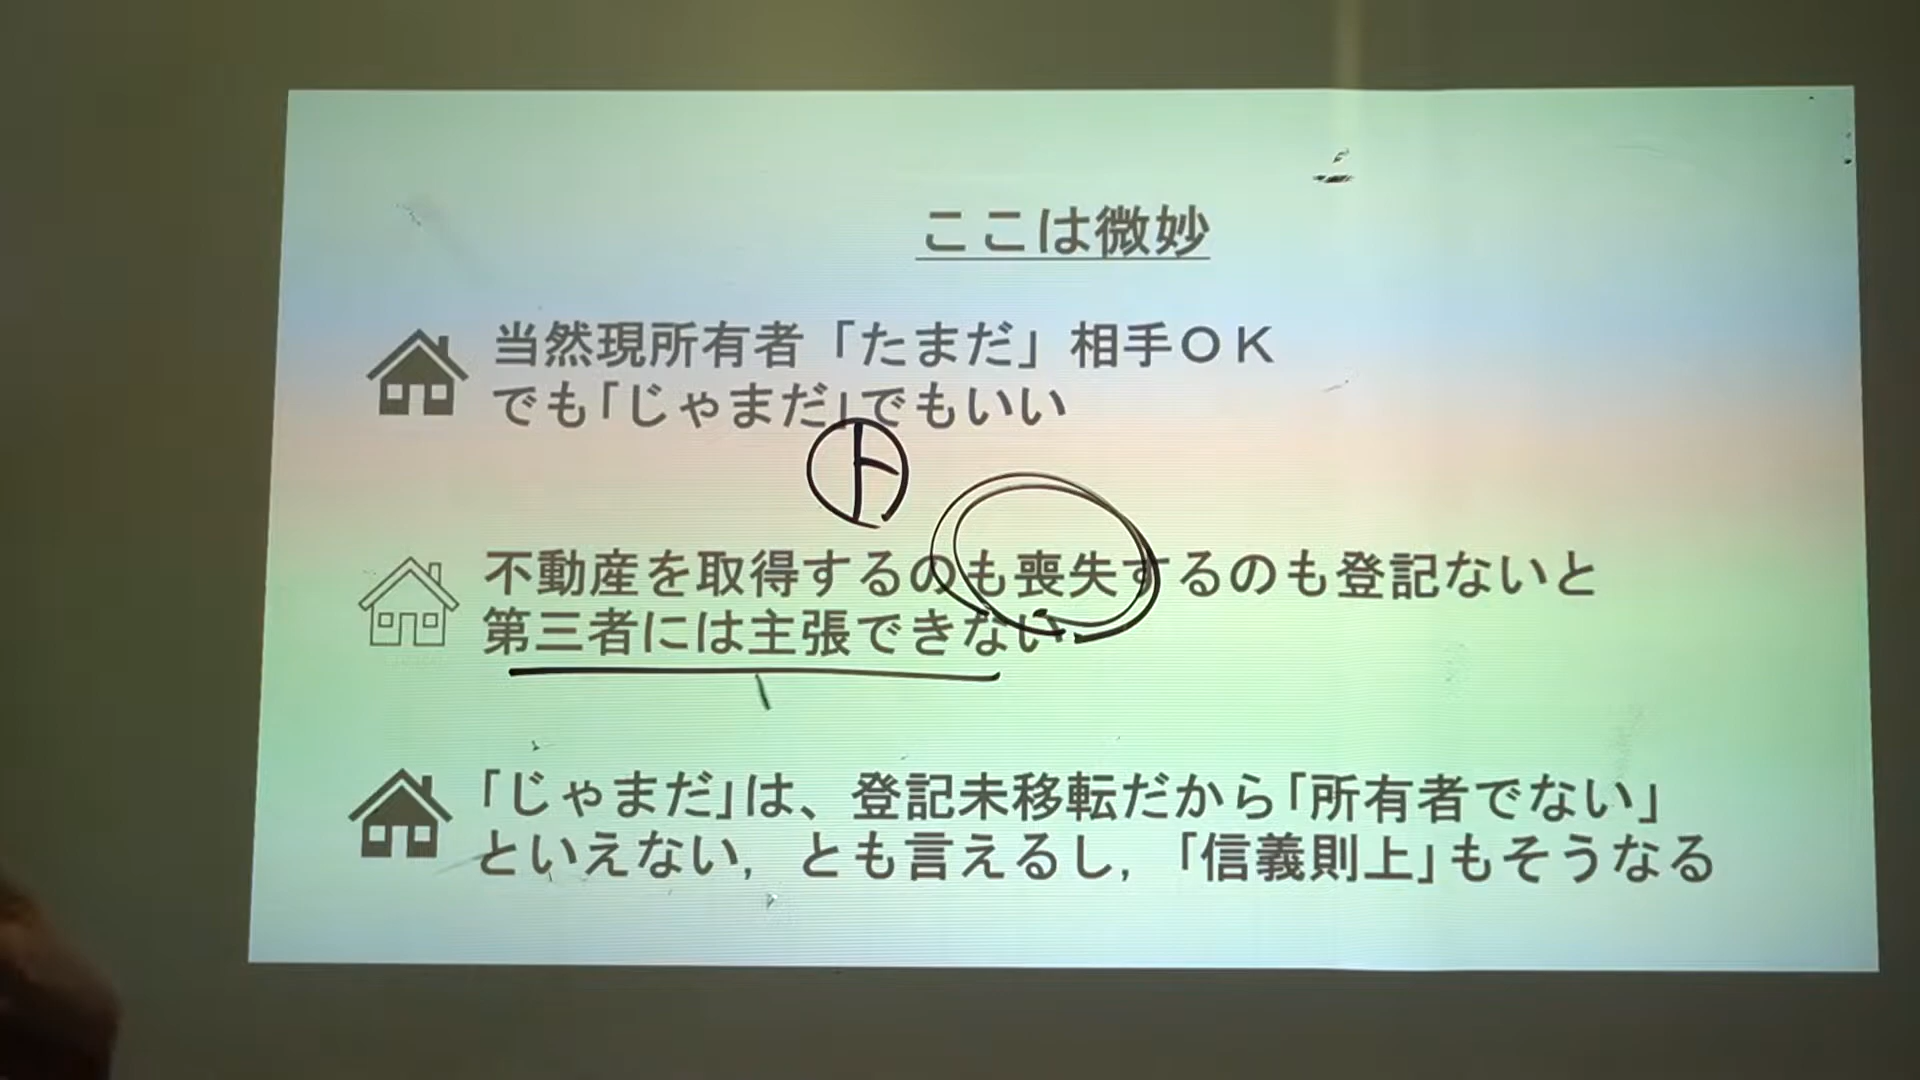 ここは微妙
当然現所有者「たまだ」相手ＯＫ
でも「じゃまだ」でもいい
ト
不動産を取得するのも喪失するのも登記ないと
第三者には主張できない
「じゃまだ」は、登記未移転だから「所有者でない」
といえない，とも言えるし，「信義則上」もそうなる